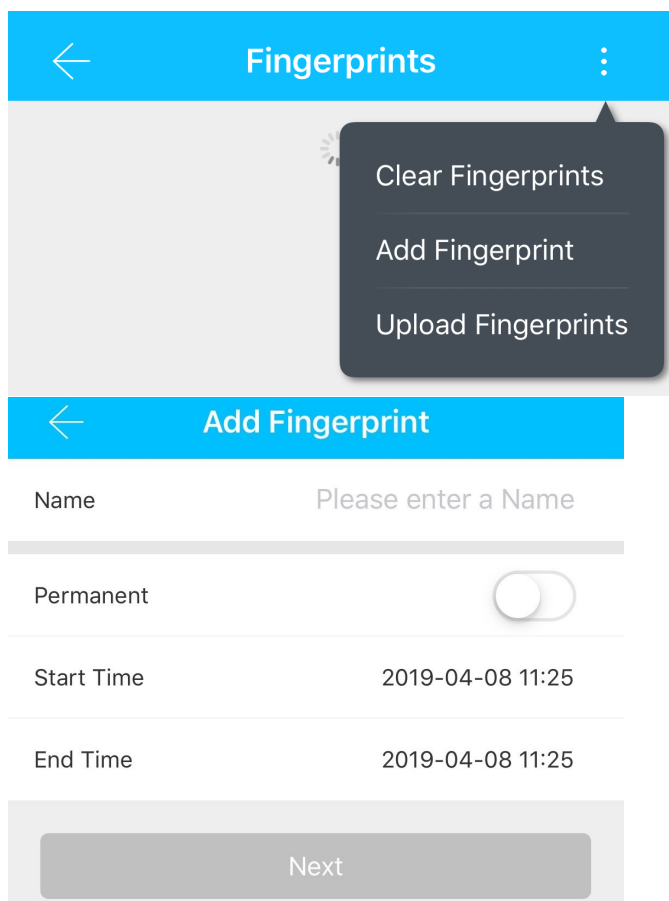 Fingerprints
Clear Fingerprints
Add Fingerprint
Upload Fingerprints
Add Fingerprint
Name Please enter a Name
Permanent
Start Time 2019-04-08 11:25
End Time 2019-04-08 11:25
Next